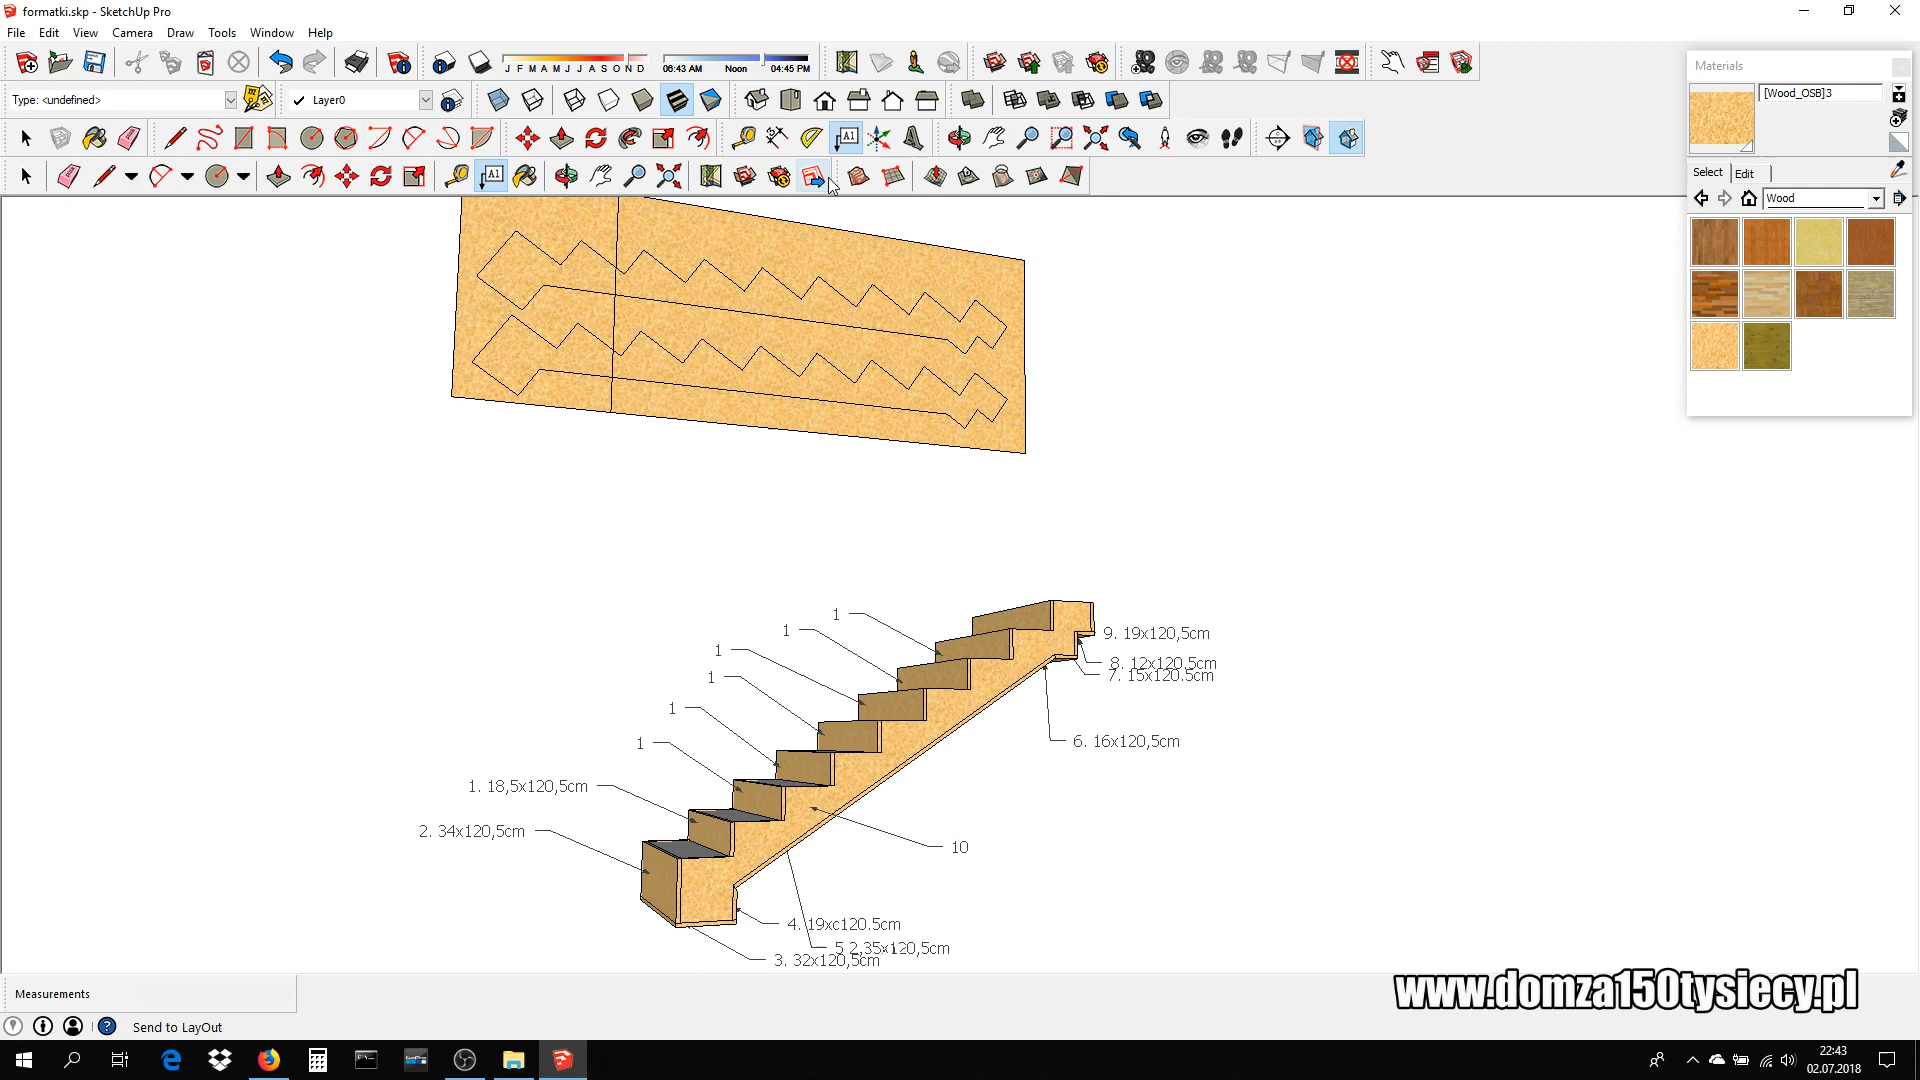 formatki.skp - SketchUp Pro
File Edit View Camera Draw Tools Window Help
J F M A M J J A S O N D
06:43 AM Noon 04:45 PM
Type: <undefined>
Layer0
A1
A1
Materials
[Wood_OSB]3
Select Edit
Wood
1
1
1
1
1
1
1. 18,5x120,5cm
2. 34x120,5cm
9. 19x120,5cm
8. 12x120.5cm
7. 15x120.5cm
6. 16x120,5cm
10
4. 19xc120.5cm
5 2,35x120,5cm
3. 32x120,5cm
www.domza150tysiecy.pl
Measurements
Send to LayOut
22:43
02.07.2018